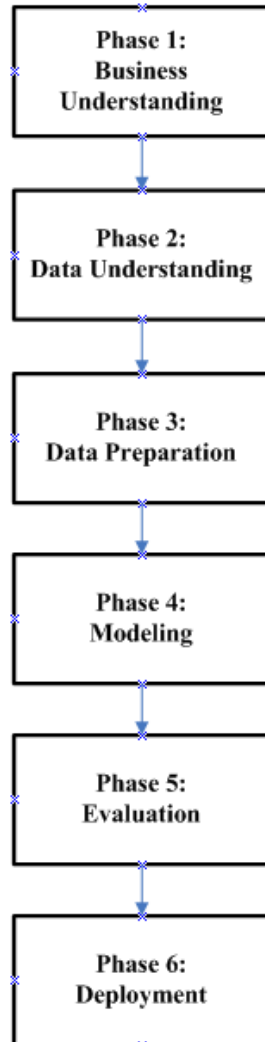 Phase 1:
Business
Understanding
Phase 2:
Data Understanding
Phase 3:
Data Preparation
Phase 4:
Modeling
Phase 5:
Evaluation
Phase 6:
Deployment